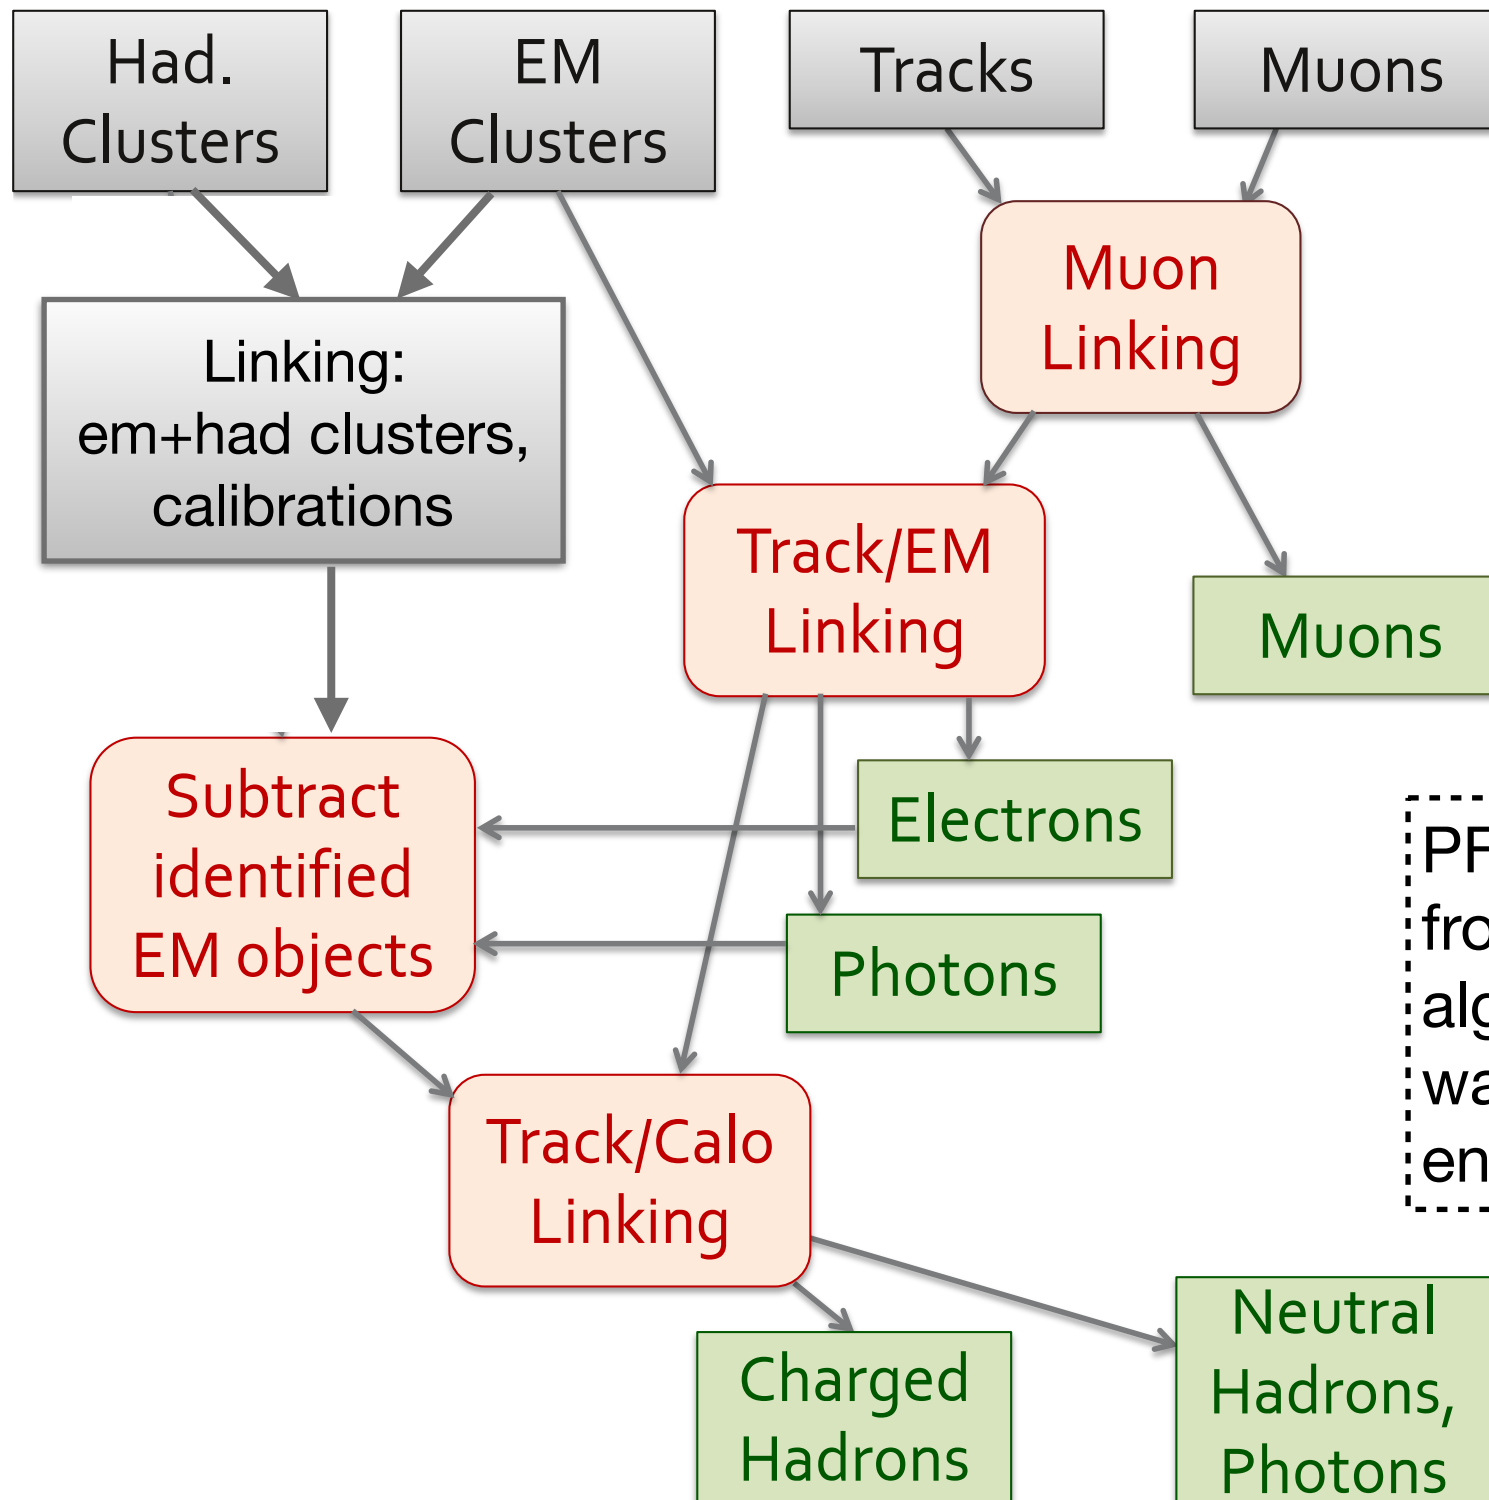 Had.
Clusters
EM
Clusters
Tracks
Muons
Muon
Linking
Linking:
em+had clusters,
calibrations
Track/EM
Linking
Muons
Subtract
identified
EM objects
Electrons
Photons
Track/Calo
Linking
Charged
Hadrons
Neutral
Hadrons,
Photons